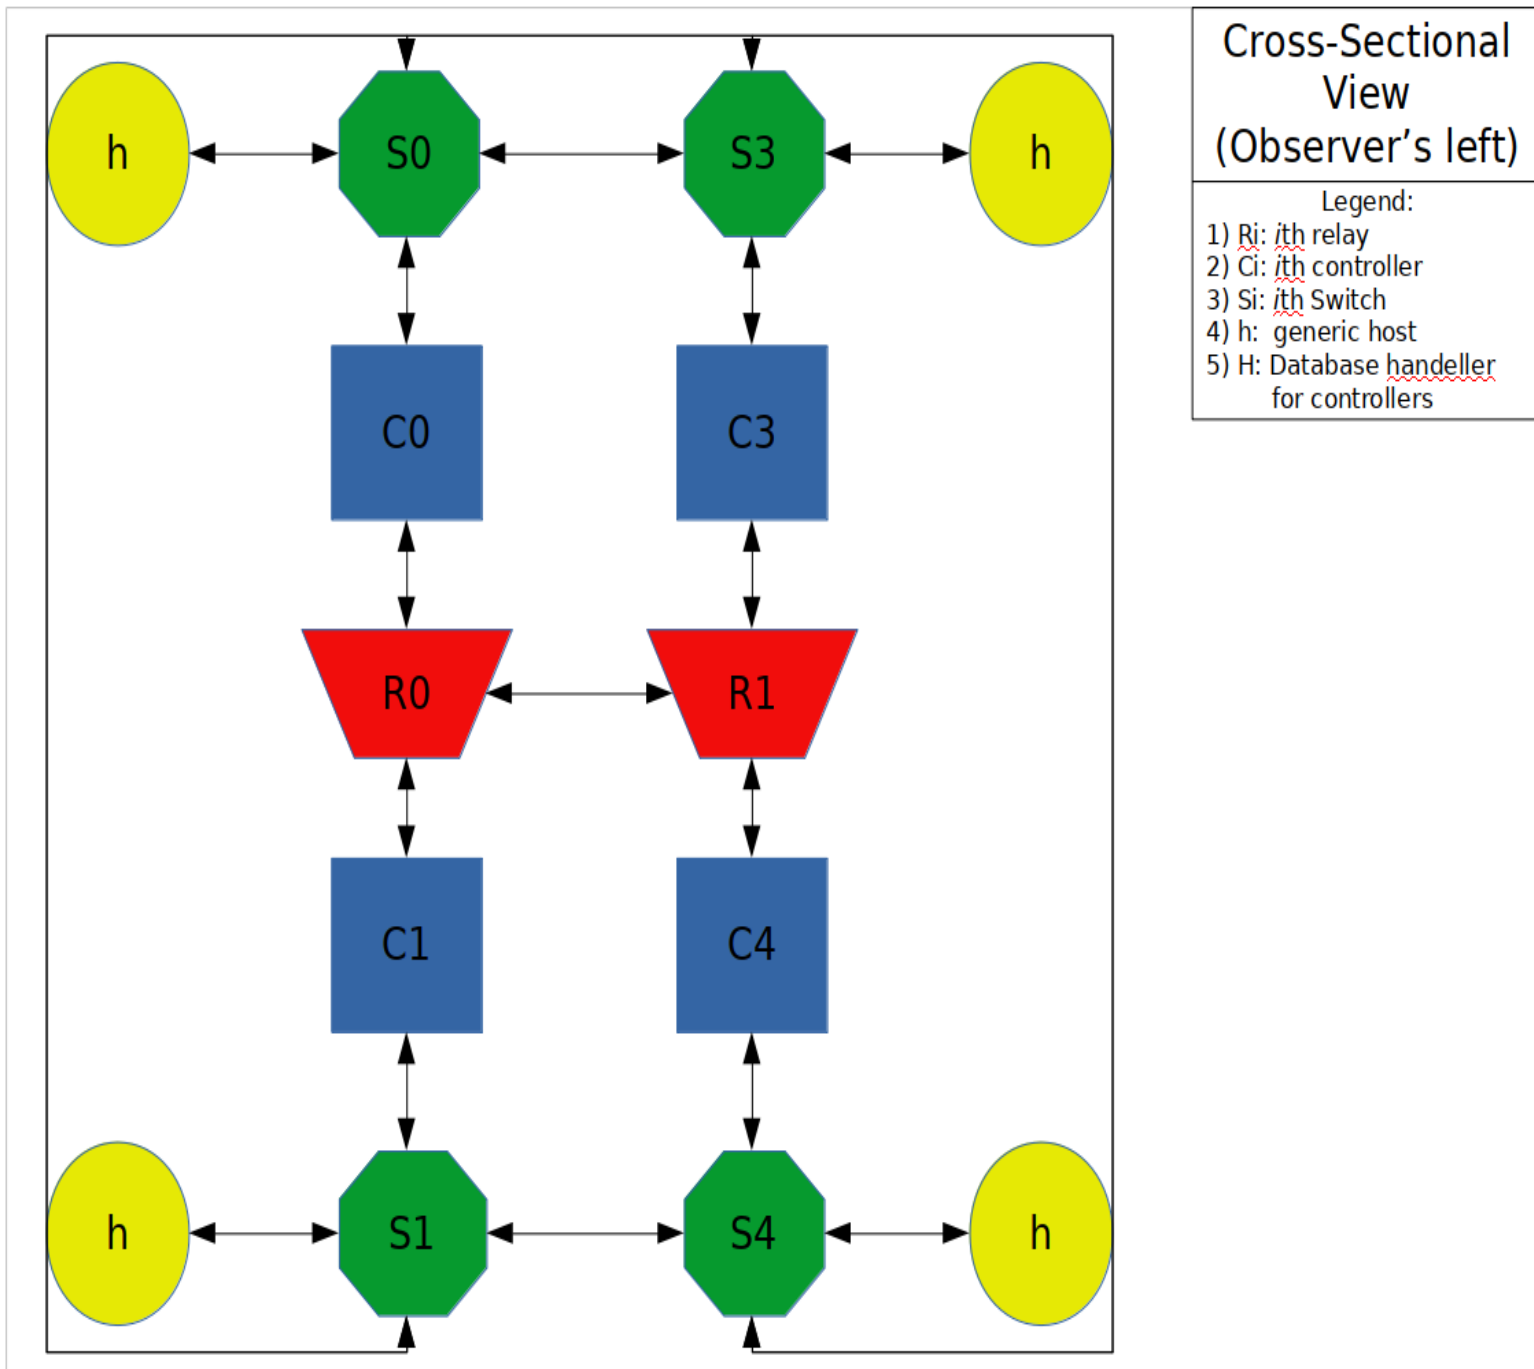 Cross-Sectional
View
(Observer’s left)
Legend:
1) Ri: ith relay
2) Ci: ith controller
3) Si: ith Switch
4) h: generic host
5) H: Database handeller
for controllers
h
S0
S3
h
C0
C3
R0
R1
C1
C4
h
S1
S4
h